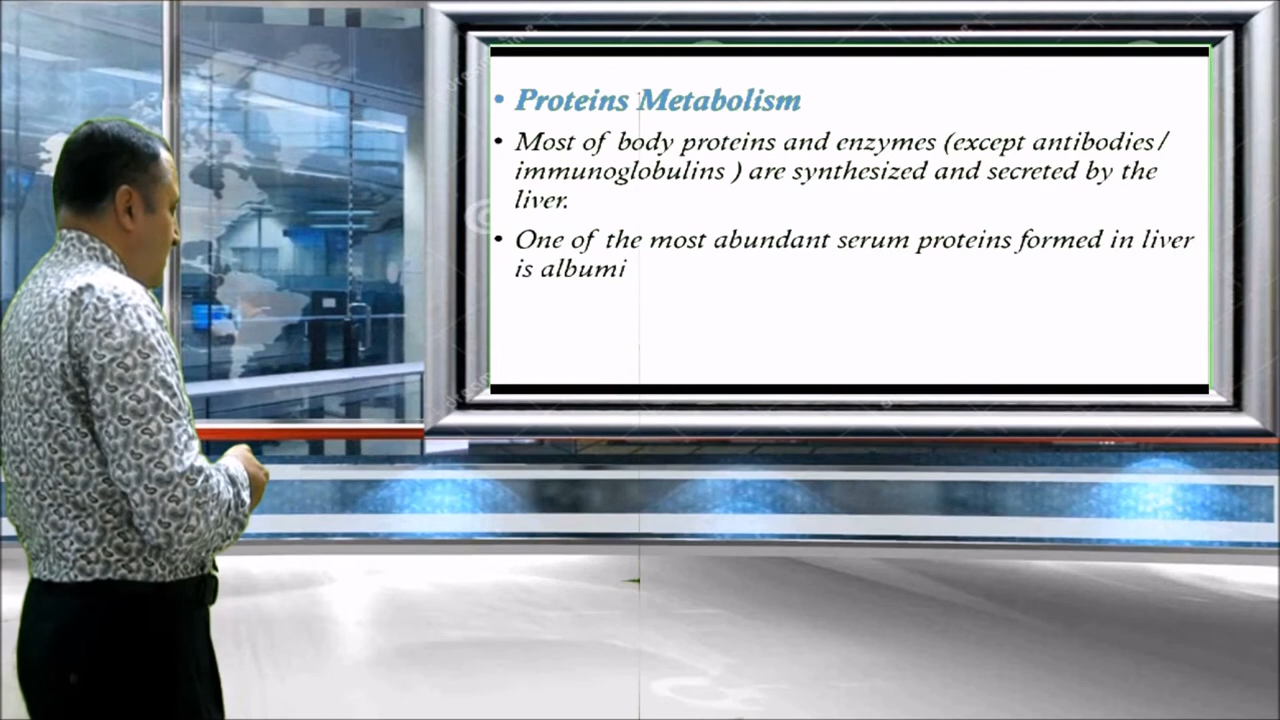 • Proteins Metabolism
• Most of body proteins and enzymes (except antibodies/
immunoglobulins ) are synthesized and secreted by the
liver.
• One of the most abundant serum proteins formed in liver
is albumi